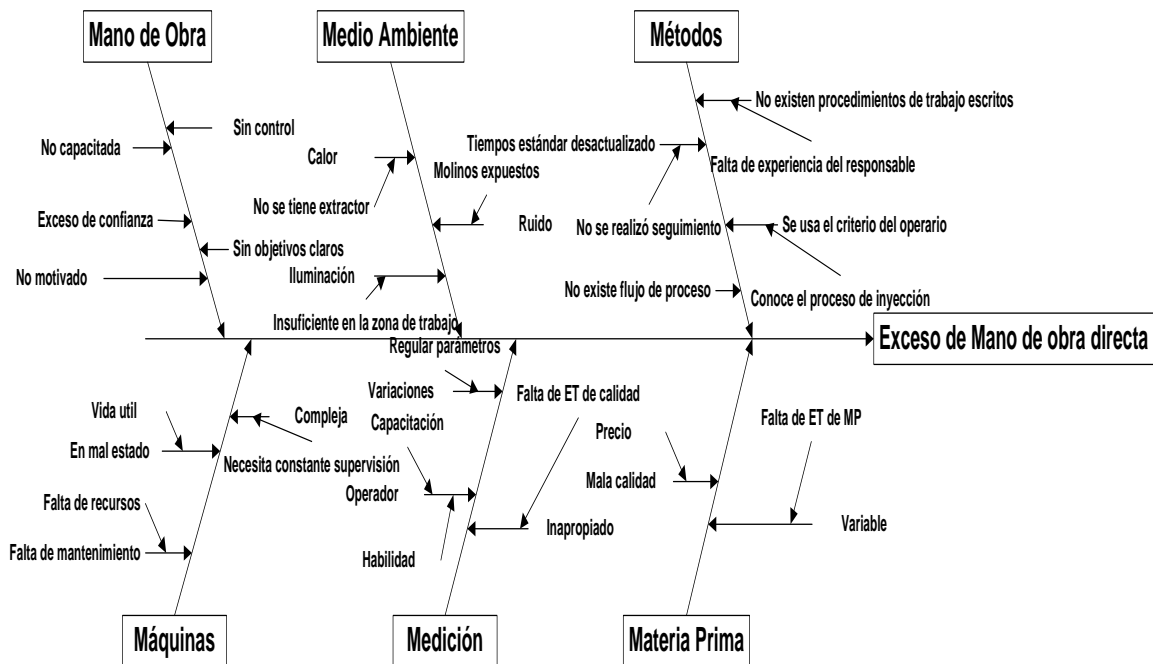 Mano de Obra
Medio Ambiente
Métodos
No existen procedimientos de trabajo escritos
Sin control
No capacitada
Calor
Tiempos estándar desactualizado
Molinos expuestos
Falta de experiencia del responsable
No se tiene extractor
Exceso de confianza
Ruido
No se realizó seguimiento
Se usa el criterio del operario
Sin objetivos claros
No motivado
Iluminación
No existe flujo de proceso
Conoce el proceso de inyección
Insuficiente en la zona de trabajo
Exceso de Mano de obra directa
Regular parámetros
Variaciones
Falta de ET de calidad
Vida util
Compleja
Capacitación
Precio
Falta de ET de MP
En mal estado
Necesita constante supervisión
Mala calidad
Falta de recursos
Operador
Inapropiado
Variable
Falta de mantenimiento
Habilidad
Máquinas
Medición
Materia Prima